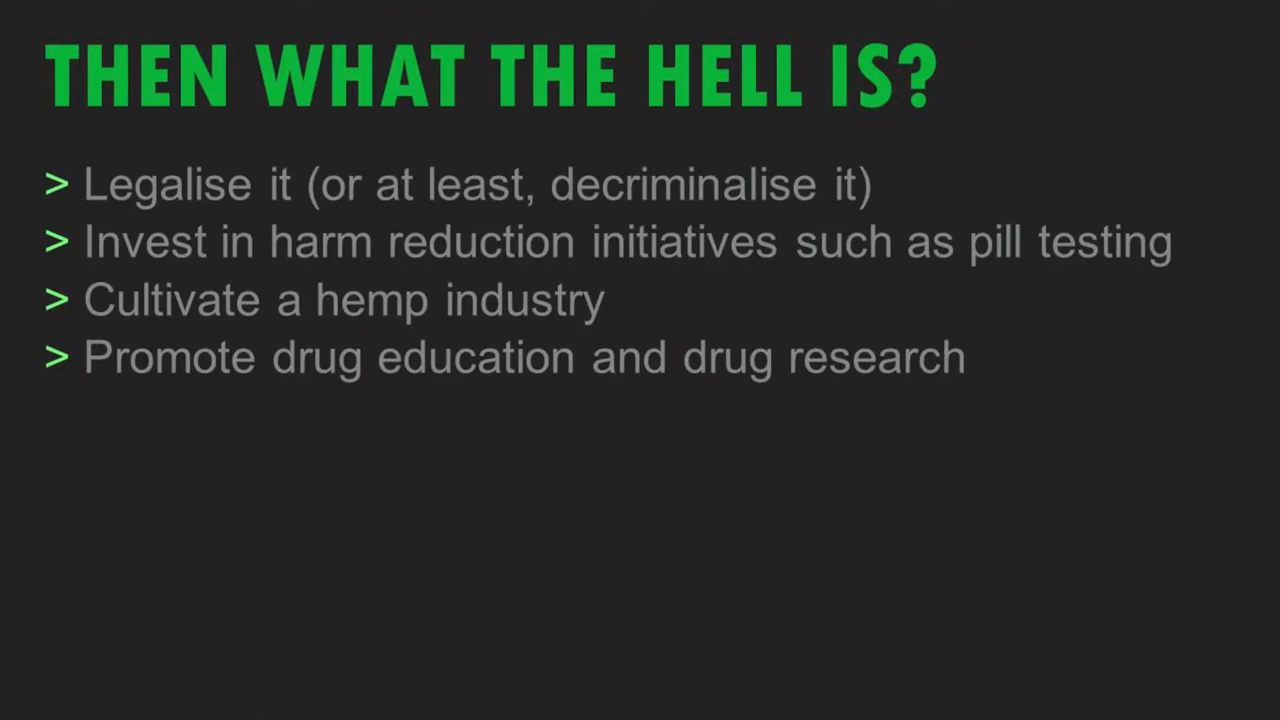 THEN WHAT THE HELL IS?
> Legalise it (or at least, decriminalise it)
> Invest in harm reduction initiatives such as pill testing
> Cultivate a hemp industry
> Promote drug education and drug research